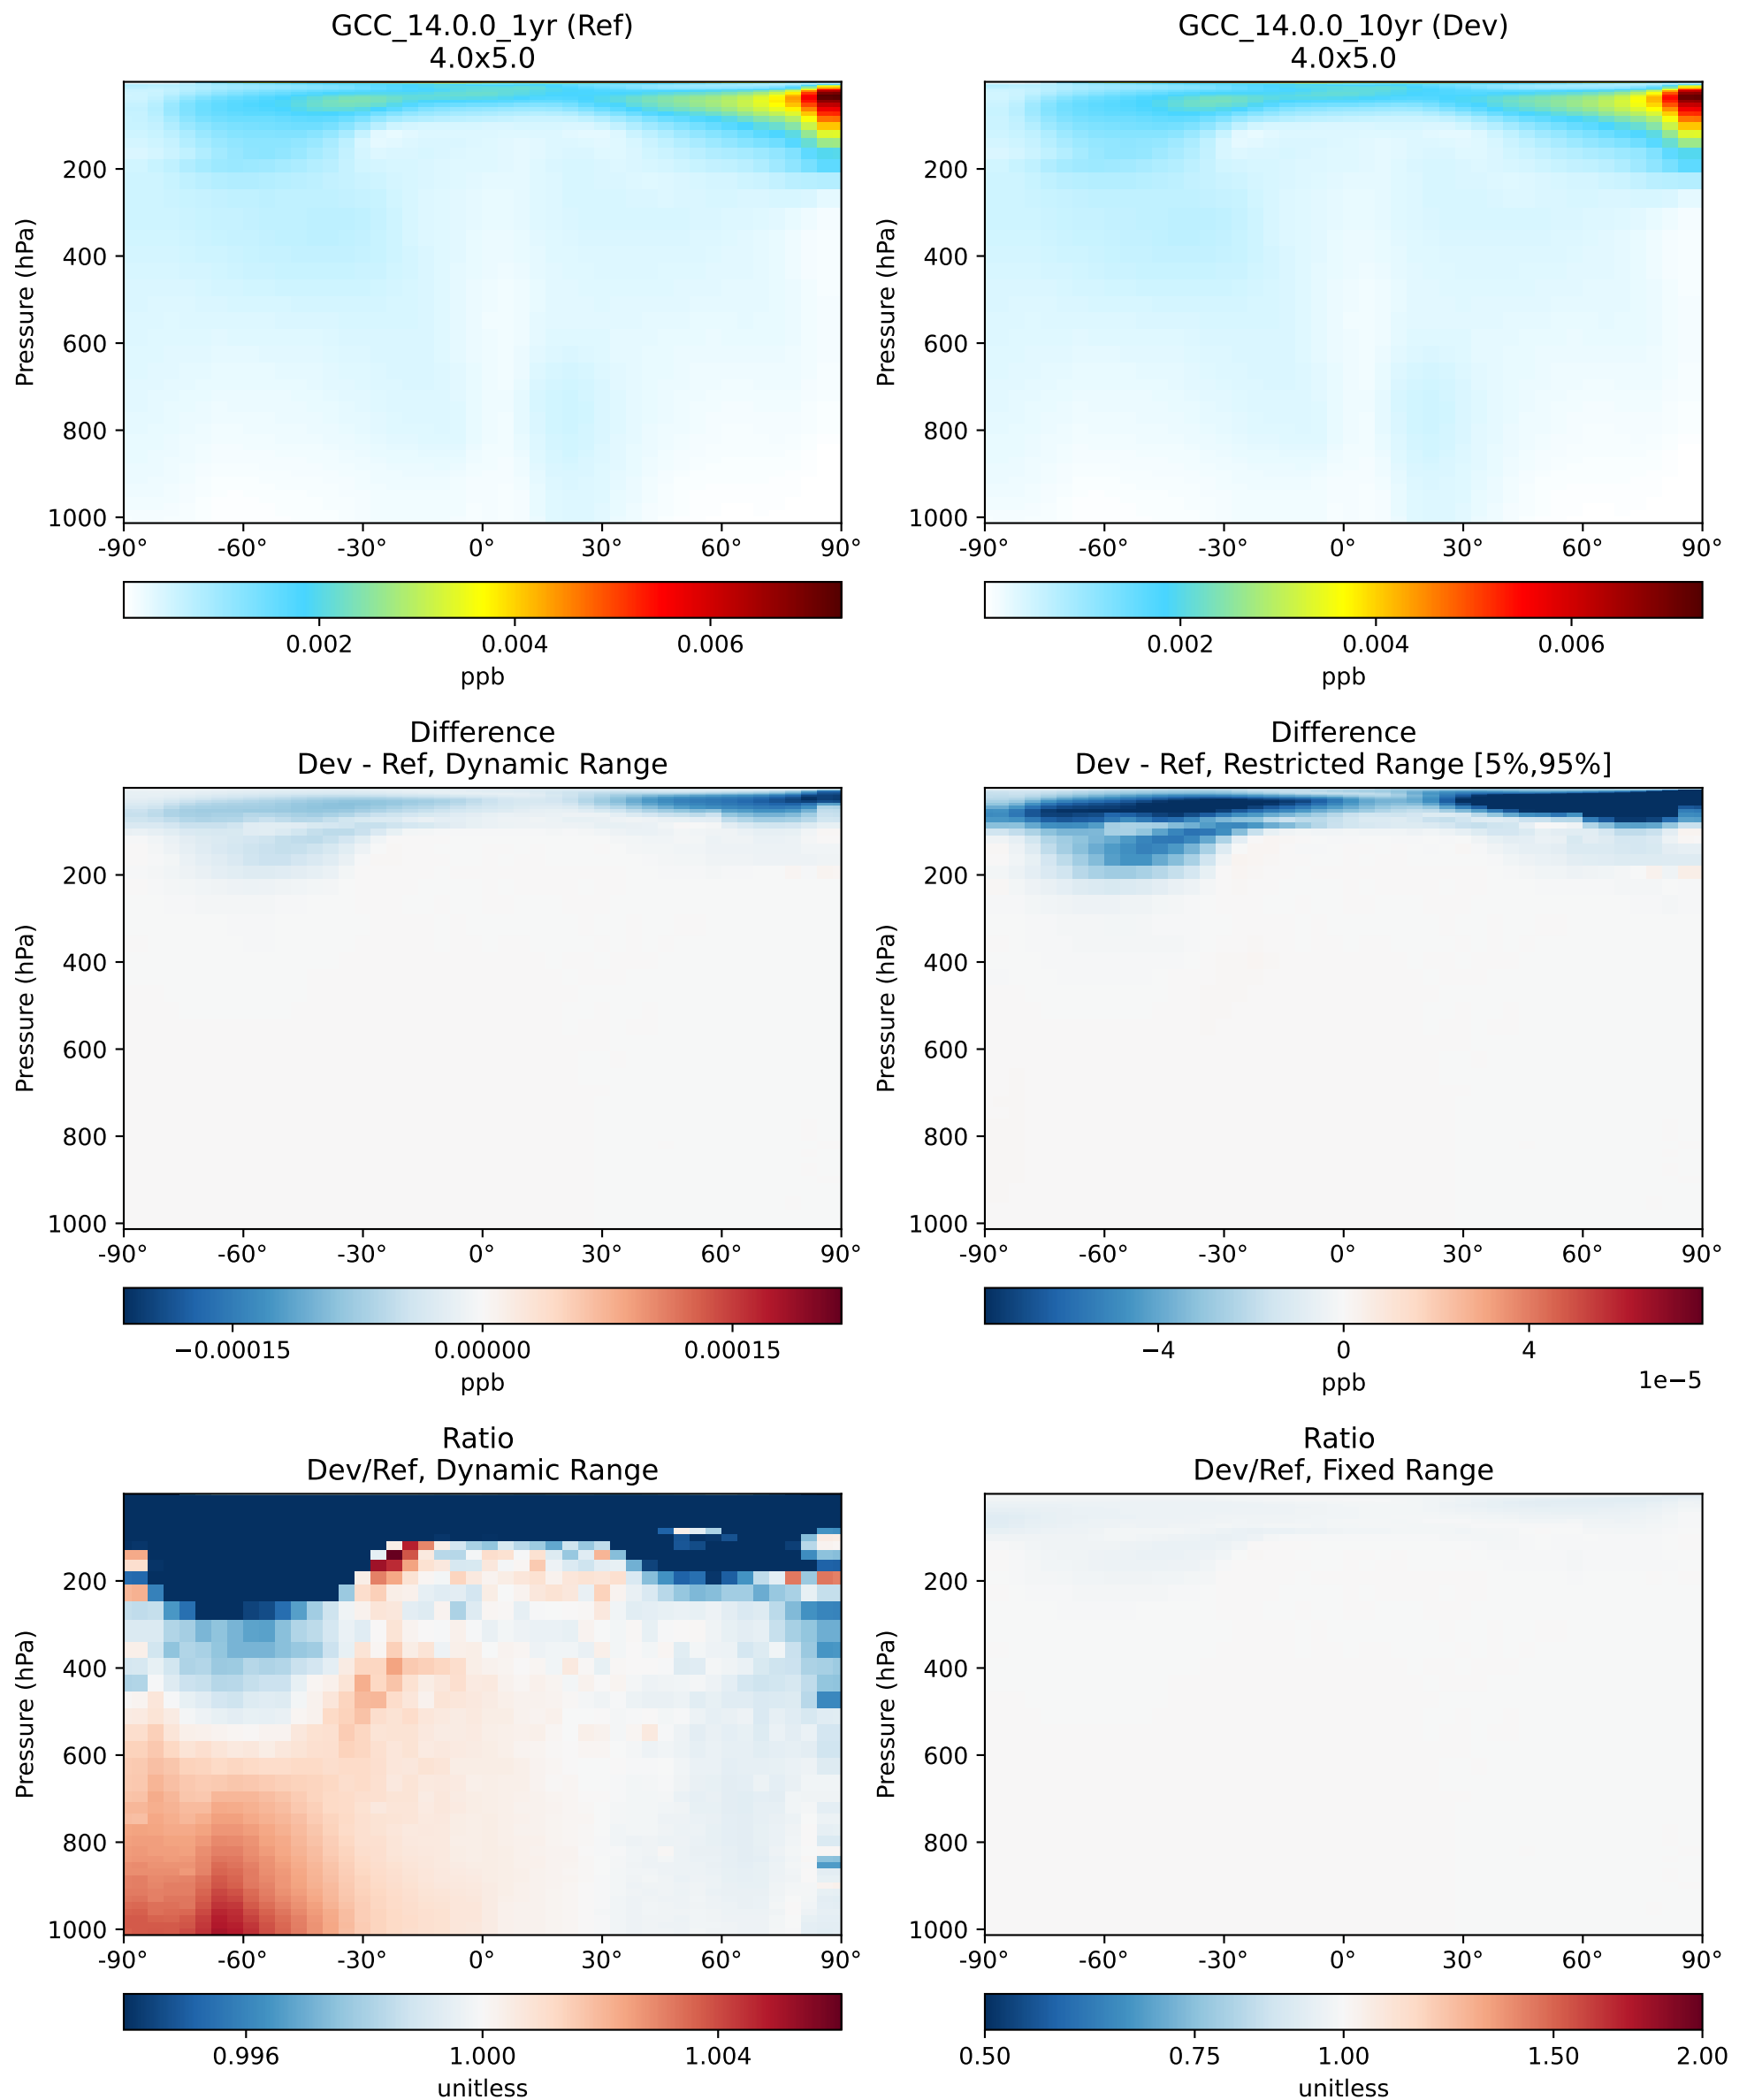 GCC_14.0.0_1yr (Ref)
4.0x5.0
Pressure (hPa)
200
400
600
800
1000
-90° -60° -30° 0° 30° 60° 90°
0.002 0.004 0.006
ppb
GCC_14.0.0_10yr (Dev)
4.0x5.0
Pressure (hPa)
200
400
600
800
1000
-90° -60° -30° 0° 30° 60° 90°
0.002 0.004 0.006
ppb
Difference
Dev - Ref, Dynamic Range
Pressure (hPa)
200
400
600
800
1000
-90° -60° -30° 0° 30° 60° 90°
−0.00015 0.00000 0.00015
ppb
Difference
Dev - Ref, Restricted Range [5%,95%]
Pressure (hPa)
200
400
600
800
1000
-90° -60° -30° 0° 30° 60° 90°
−4 0 4
ppb 1e−5
Ratio
Dev/Ref, Dynamic Range
Pressure (hPa)
200
400
600
800
1000
-90° -60° -30° 0° 30° 60° 90°
0.996 1.000 1.004
unitless
Ratio
Dev/Ref, Fixed Range
Pressure (hPa)
200
400
600
800
1000
-90° -60° -30° 0° 30° 60° 90°
0.50 0.75 1.00 1.50 2.00
unitless